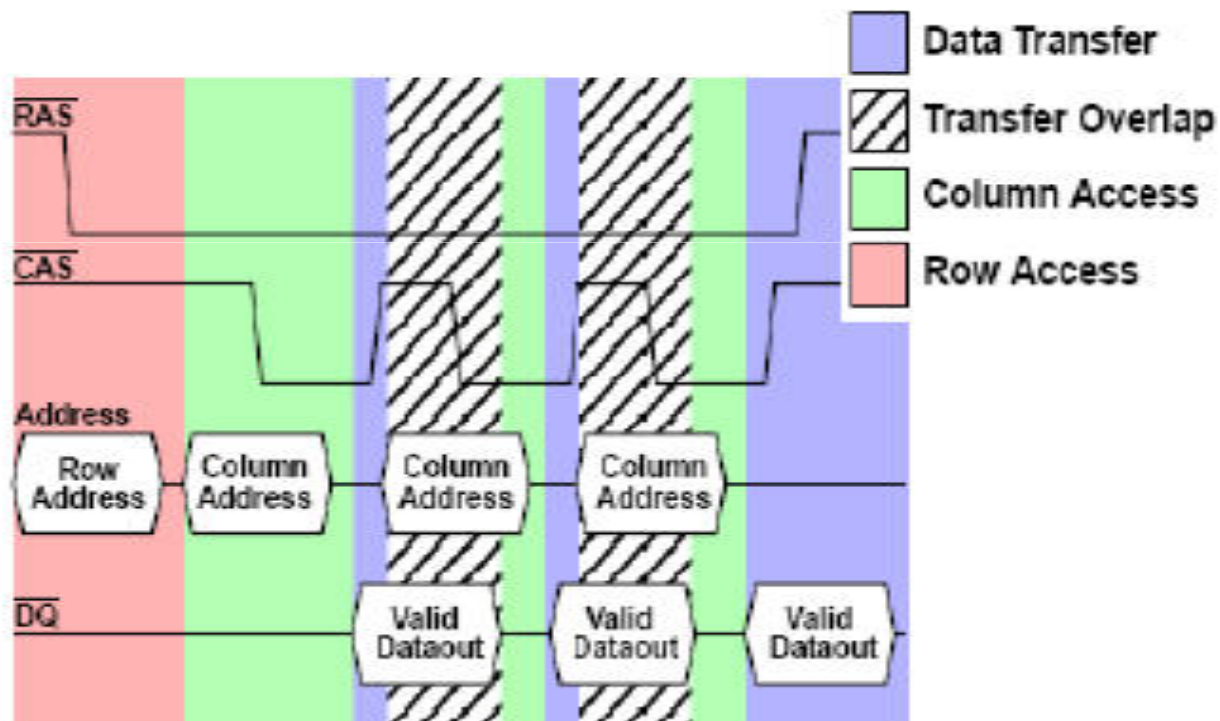 Data Transfer
Transfer Overlap
Column Access
Row Access
RAS
CAS
Address
Row
Address
Column
Address
Column
Address
Column
Address
DQ
Valid
Dataout
Valid
Dataout
Valid
Dataout